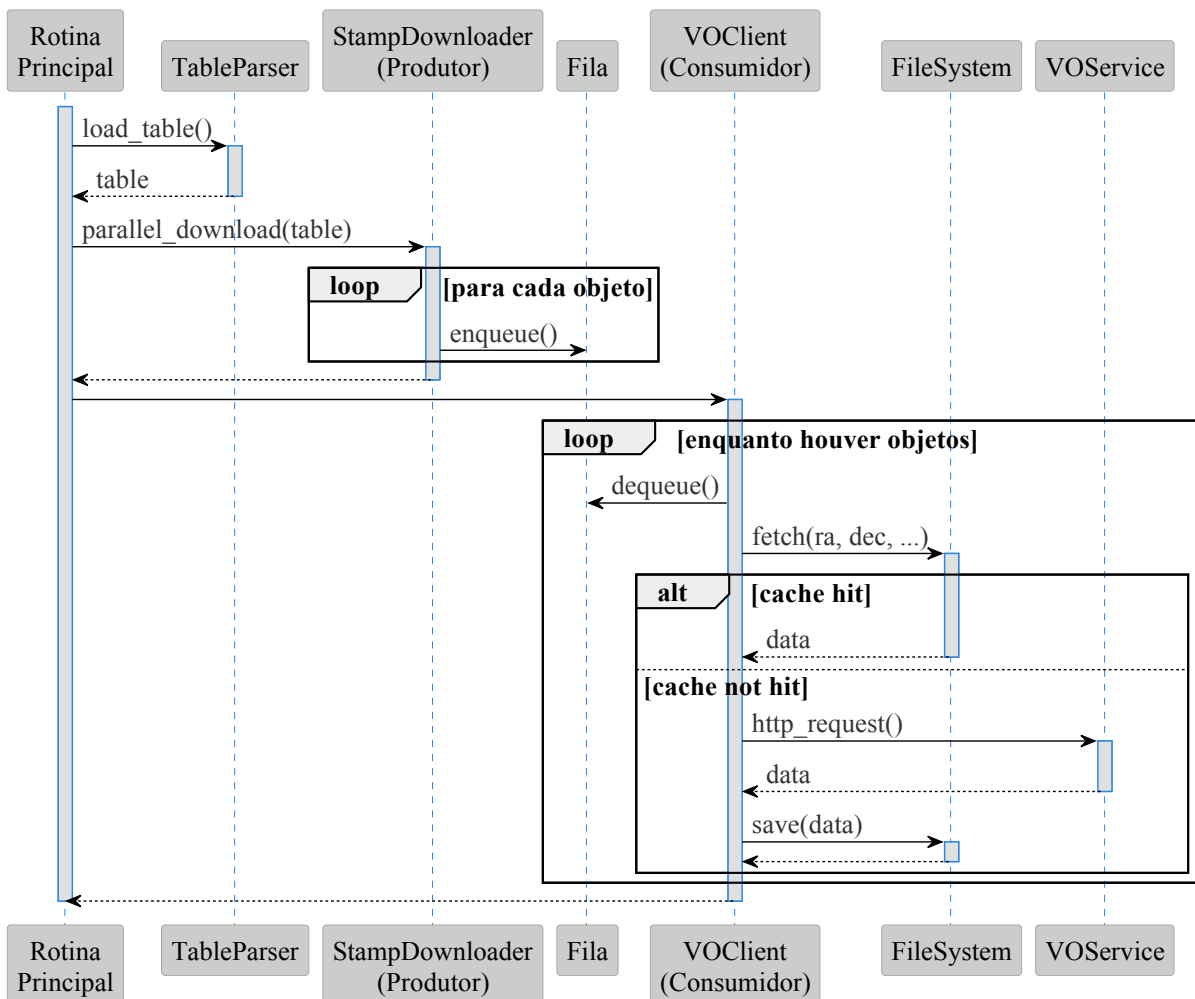 Rotina
Principal
TableParser
StampDownloader
(Produtor)
Fila
VOClient
(Consumidor)
FileSystem
VOService
load_table()
table
parallel_download(table)
loop
[para cada objeto]
enqueue()
loop
[enquanto houver objetos]
dequeue()
fetch(ra, dec, ...)
alt
[cache hit]
data
[cache not hit]
http_request()
data
save(data)
Rotina
Principal
TableParser
StampDownloader
(Produtor)
Fila
VOClient
(Consumidor)
FileSystem
VOService